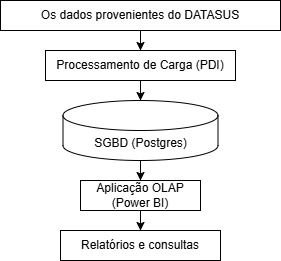 Os dados provenientes do DATASUS
Processamento de Carga (PDI)
SGBD (Postgres)
Aplicação OLAP
(Power BI)
Relatórios e consultas